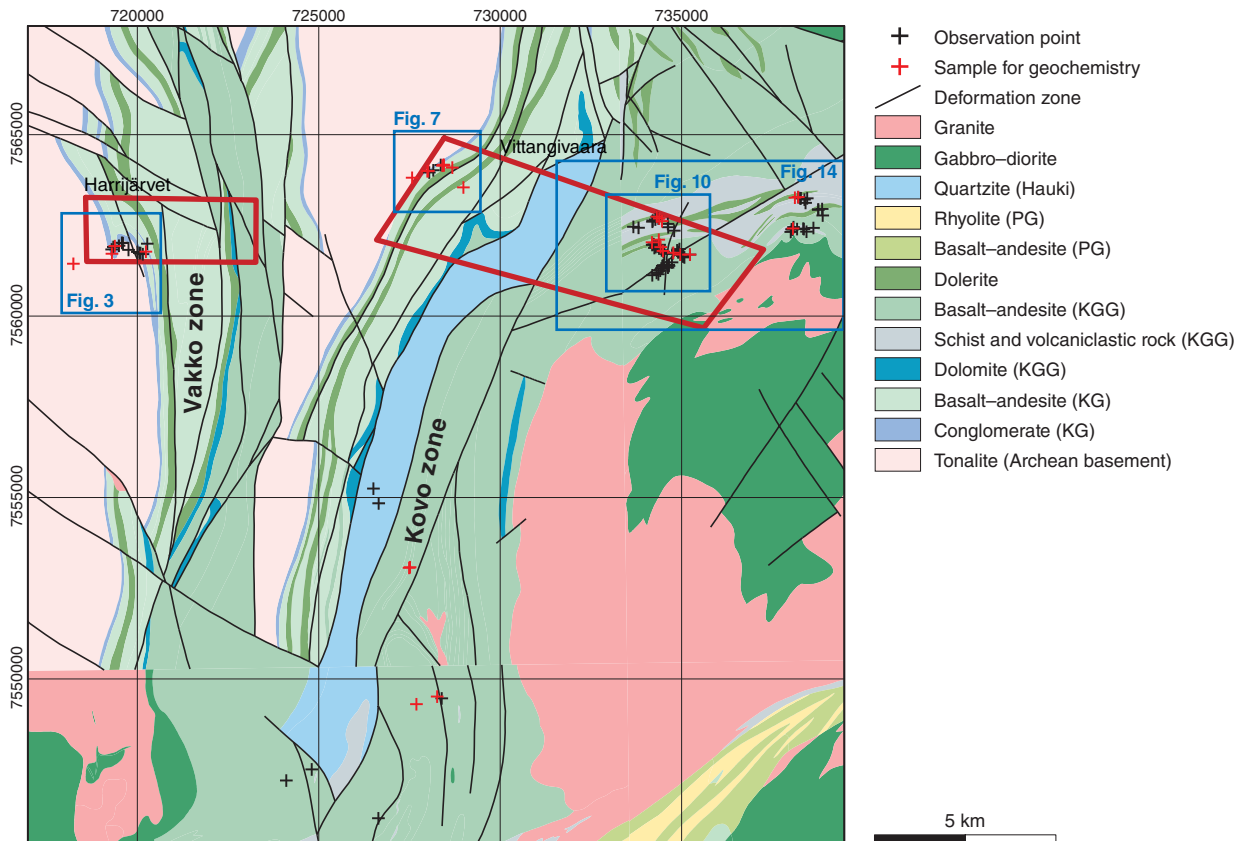 720000
725000
730000
735000
7565000
7560000
7555000
7550000
Fig. 7
Vittangivaara
Harrijärvet
Fig. 10
Fig. 14
Fig. 3
Vakko zone
Kovo zone
Observation point
Sample for geochemistry
Deformation zone
Granite
Gabbro–diorite
Quartzite (Hauki)
Rhyolite (PG)
Basalt–andesite (PG)
Dolerite
Basalt–andesite (KGG)
Schist and volcaniclastic rock (KGG)
Dolomite (KGG)
Basalt–andesite (KG)
Conglomerate (KG)
Tonalite (Archean basement)
5 km